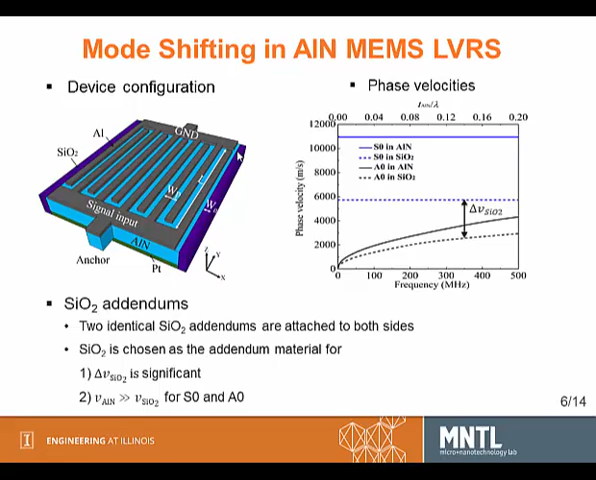 Mode Shifting in AlN MEMS LVRS
▪ Device configuration
▪ Phase velocities
Al
GND
SiO₂
L
Signal input
AlN
Anchor
Pt
Z
Y
X
0.00 0.04 0.08 0.12 0.16 0.20
12000
10000
8000
6000
4000
2000
0
Phase velocity (m/s)
S0 in AlN
S0 in SiO₂
A0 in AlN
A0 in SiO₂
Δv_SiO2
0 100 200 300 400 500
Frequency (MHz)
▪ SiO₂ addendums
• Two identical SiO₂ addendums are attached to both sides
• SiO₂ is chosen as the addendum material for
1) Δv_SiO₂ is significant
2) v_AlN ≫ v_SiO₂ for S0 and A0
6/14
I ENGINEERING AT ILLINOIS
MNTL
micro+nanotechnology lab